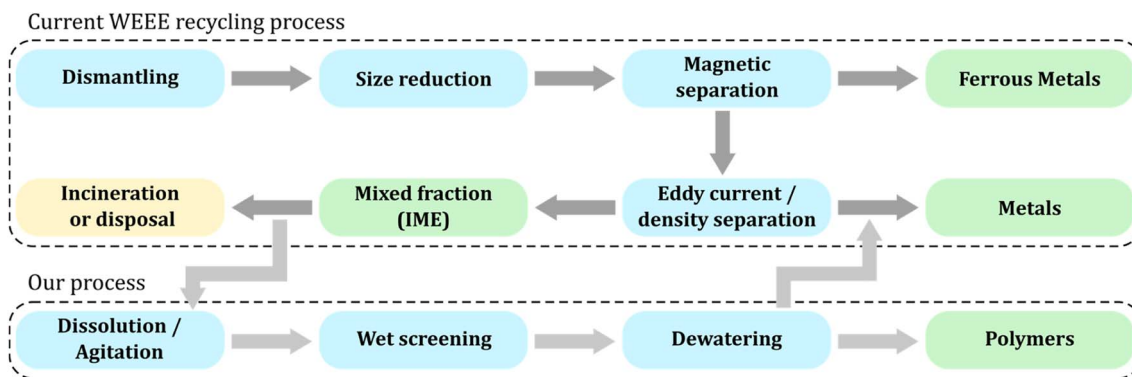 Current WEEE recycling process
Dismantling
Size reduction
Magnetic
separation
Ferrous Metals
Incineration
or disposal
Mixed fraction
(IME)
Eddy current /
density separation
Metals
Our process
Dissolution /
Agitation
Wet screening
Dewatering
Polymers